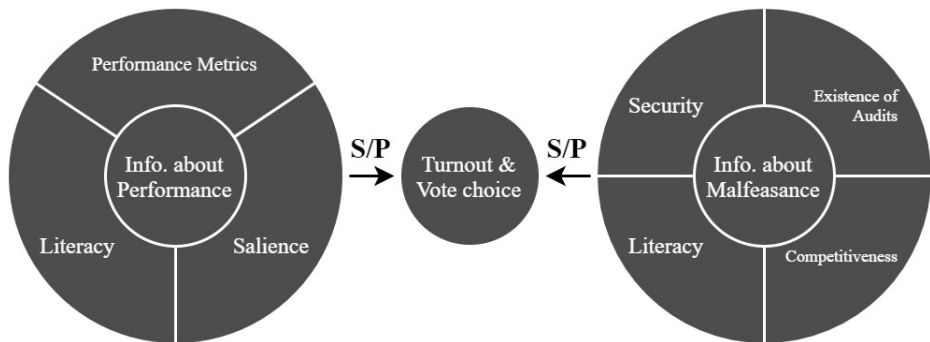 Performance Metrics
Info. about
Performance
Literacy
Salience
S/P
Turnout &
Vote choice
S/P
Security
Existence of
Audits
Info. about
Malfeasance
Literacy
Competitiveness